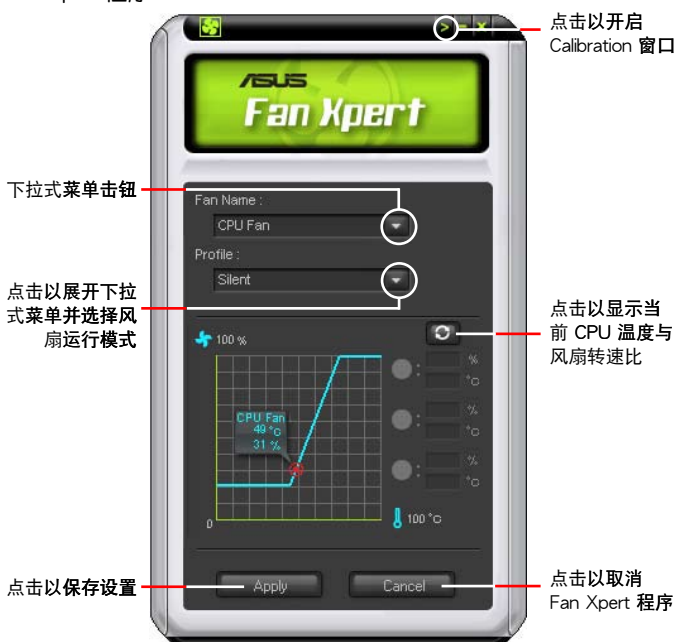 点击以开启
Calibration 窗口
ASUS
Fan Xpert
下拉式菜单击钮
Fan Name :
CPU Fan
Profile :
Silent
点击以展开下拉
式菜单并选择风
扇运行模式
点击以显示当
前 CPU 温度与
风扇转速比
100 %
%
°C
CPU Fan
49 °C
31 %
%
°C
%
°C
0
100 °C
点击以保存设置
Apply
Cancel
点击以取消
Fan Xpert 程序